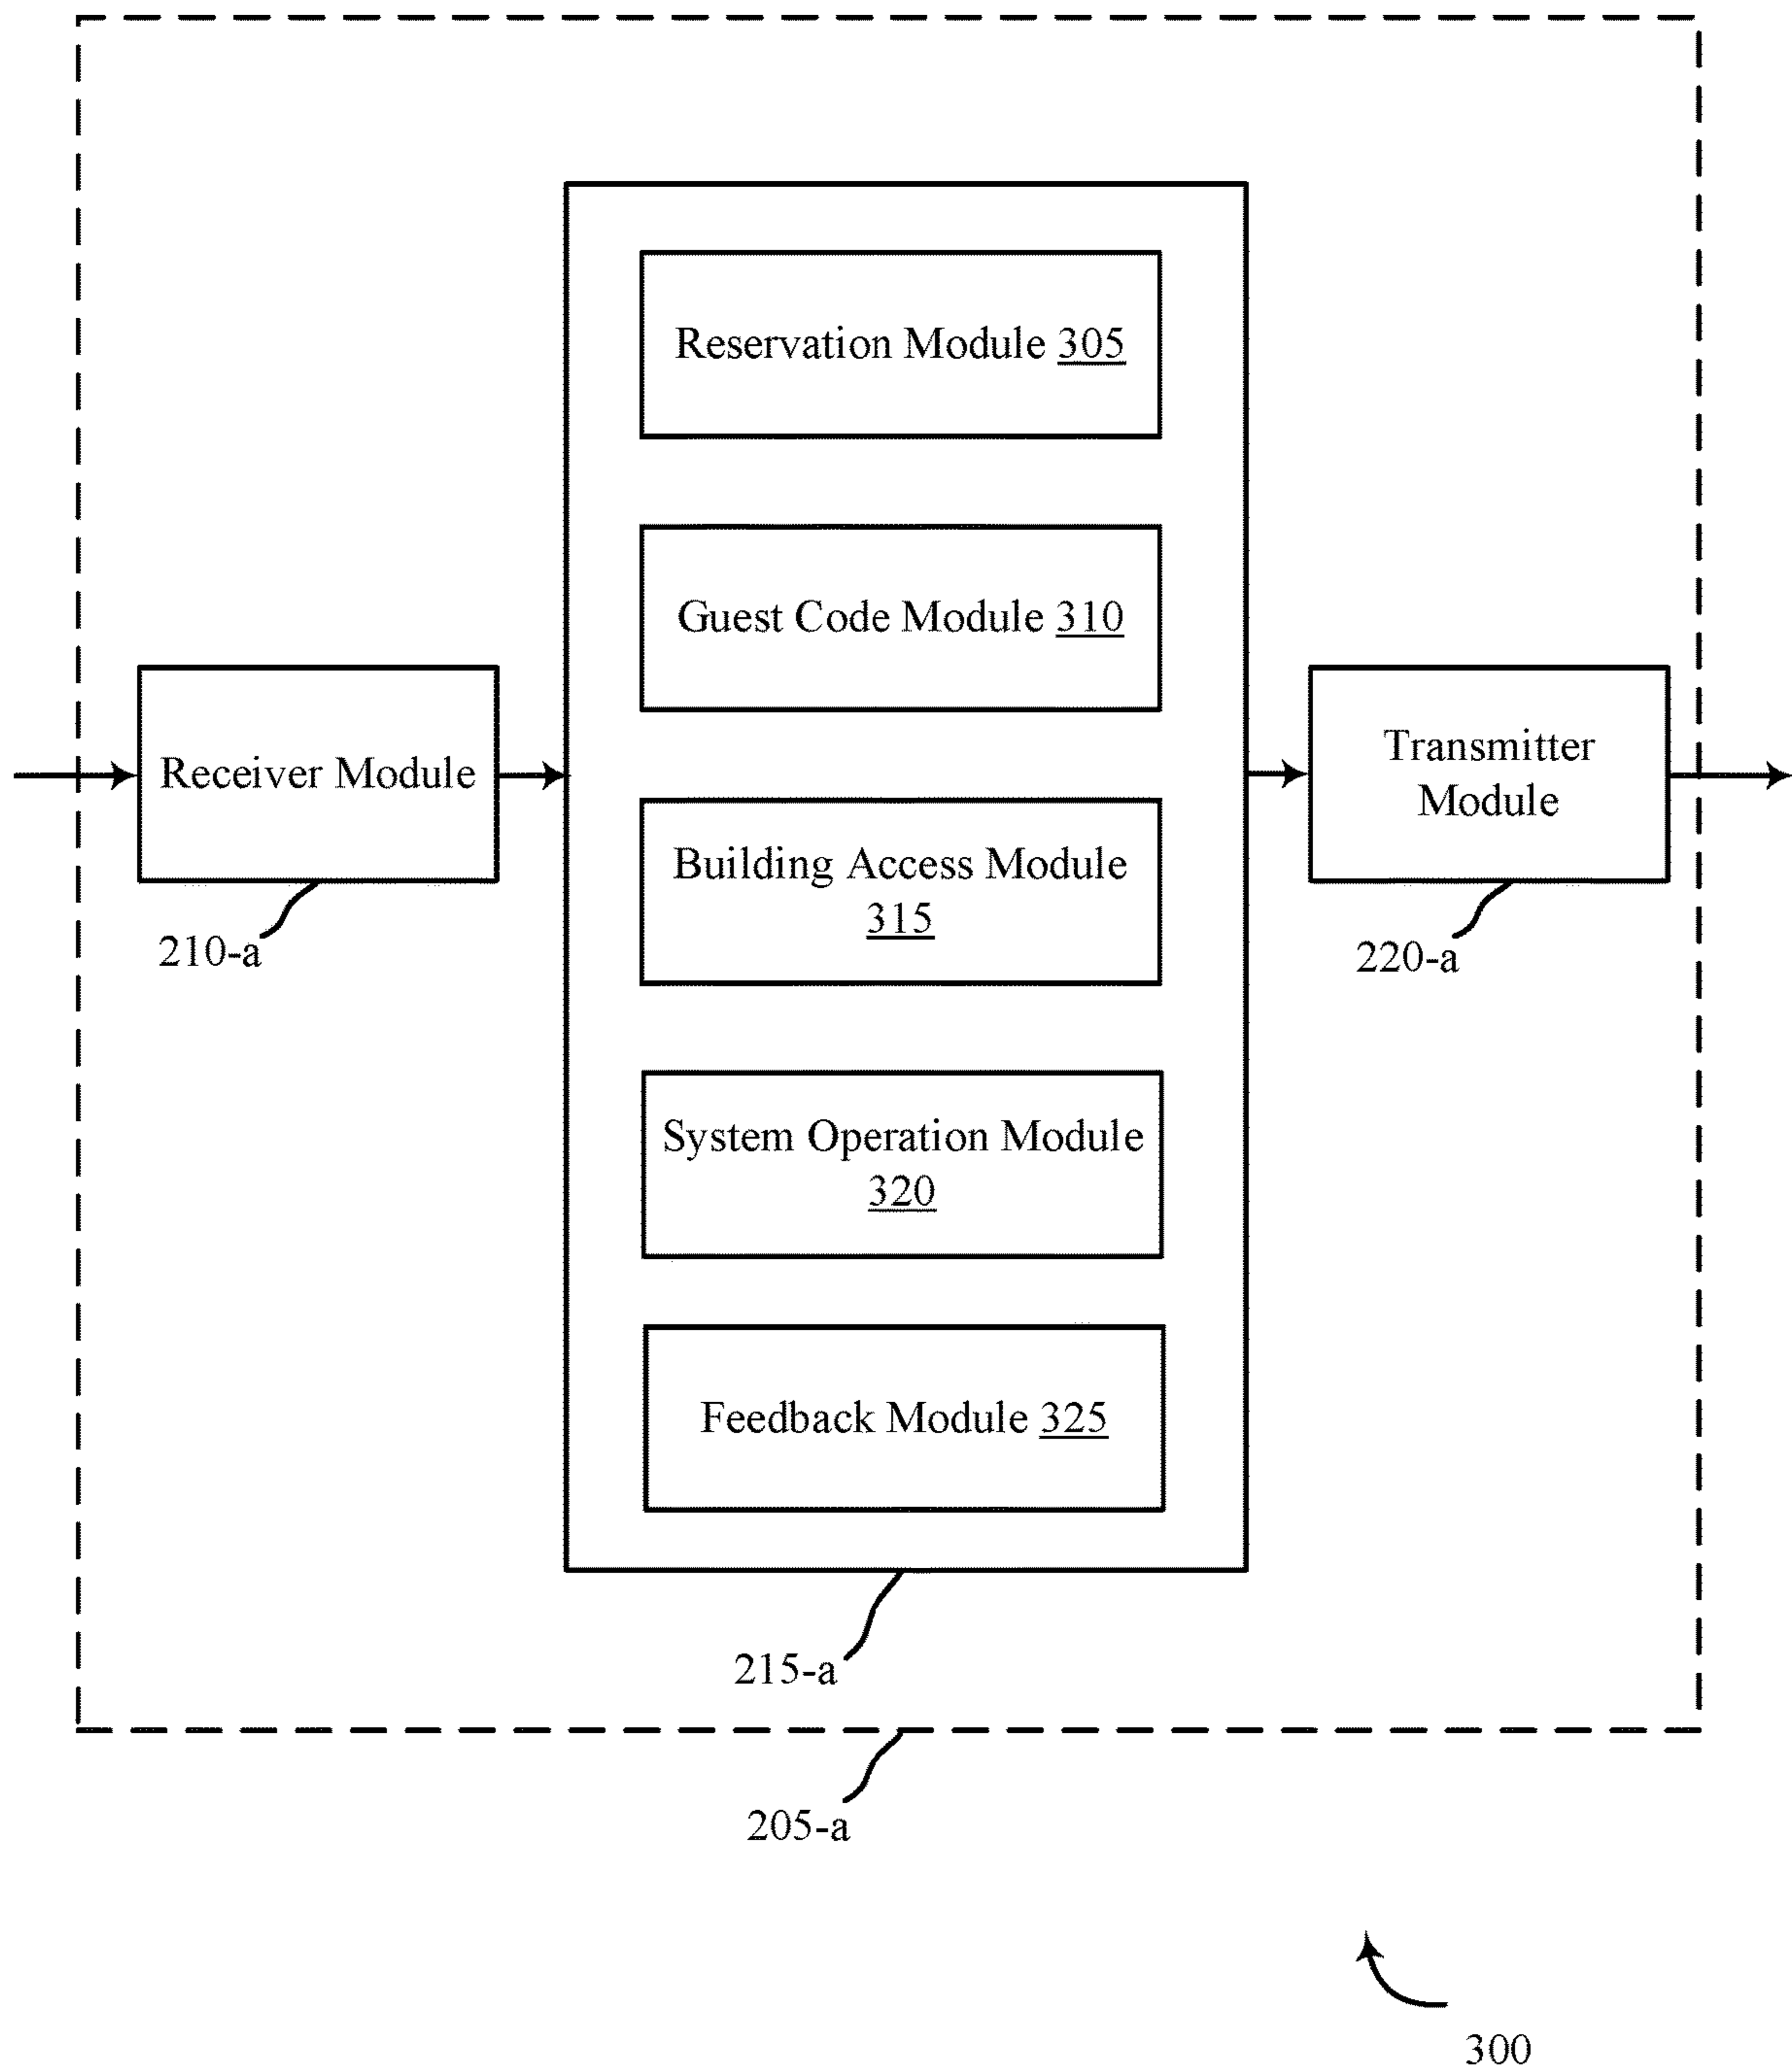 Reservation Module 305
Guest Code Module 310
Receiver Module
Transmitter
Module
Building Access Module
315
210-a
220-a
System Operation Module
320
Feedback Module 325
215-a
205-a
300